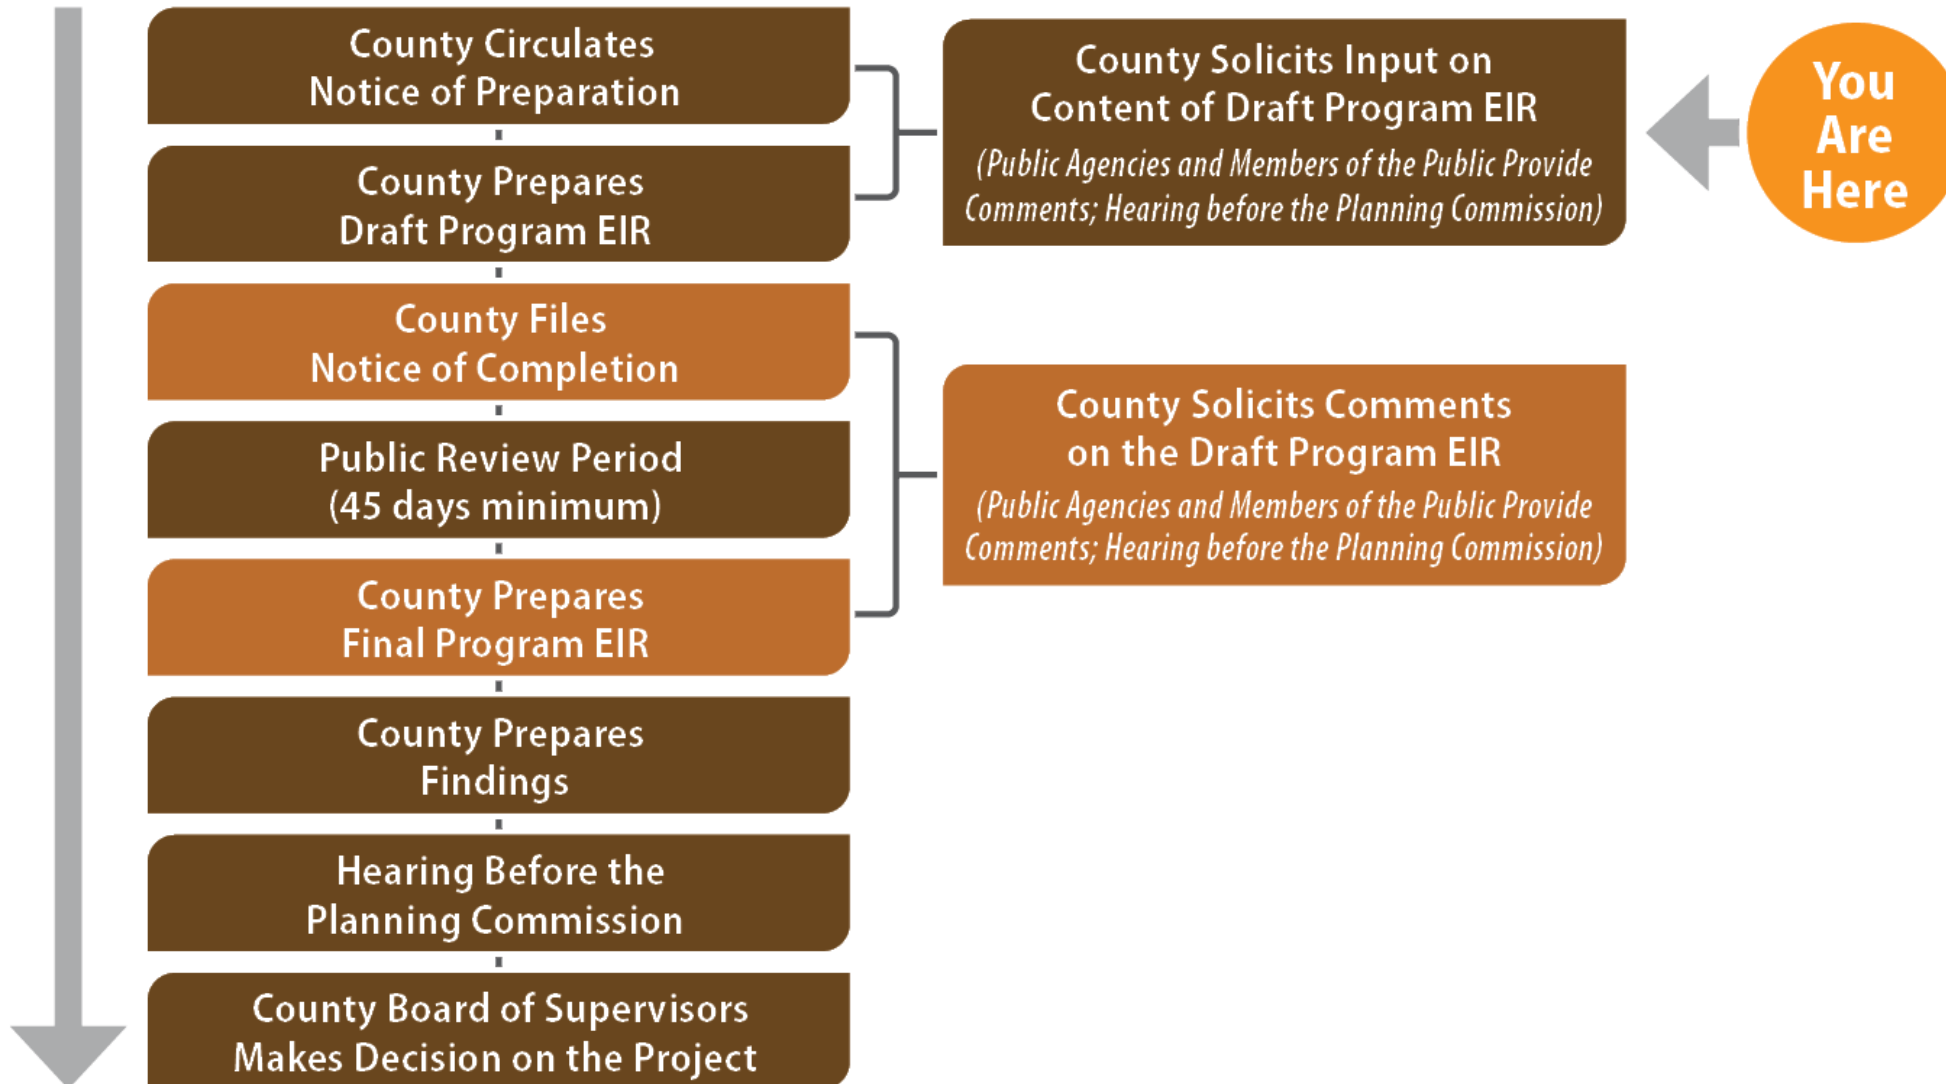 County Circulates
Notice of Preparation
County Prepares
Draft Program EIR
County Solicits Input on
Content of Draft Program EIR
(Public Agencies and Members of the Public Provide
Comments; Hearing before the Planning Commission)
You
Are
Here
County Files
Notice of Completion
Public Review Period
(45 days minimum)
County Prepares
Final Program EIR
County Solicits Comments
on the Draft Program EIR
(Public Agencies and Members of the Public Provide
Comments; Hearing before the Planning Commission)
County Prepares
Findings
Hearing Before the
Planning Commission
County Board of Supervisors
Makes Decision on the Project